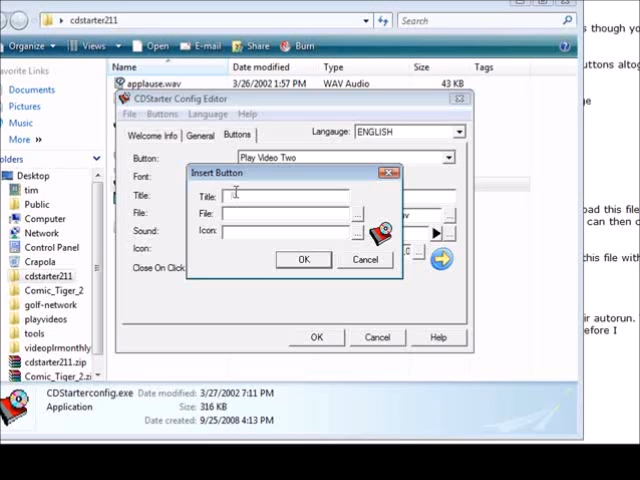 cdstarter211
Search
s though yo
Organize
Views
Open
E-mail
Share
Burn
uttons altog
avorite Links
Name
Date modified
Type
Size
Tags
Documents
applause.wav
3/26/2002 1:57 PM
WAV Audio
43 KB
Pictures
CDStarter Config Editor
ge
Music
File
Buttons
Language
Help
More »
Welcome Info
General
Buttons
Langauge:
ENGLISH
olders
Button:
Play Video Two
Desktop
Font:
Insert Button
tim
Title:
Title:
Public
File:
File:
av
oad this file
Computer
can then c
Network
Sound:
Icon:
Control Panel
Icon:
.0
Crapola
Close On Click:
OK
Cancel
this file with
cdstarter211
Comic_Tiger_2
golf-network
playvideos
ir autorun.
tools
OK
Cancel
Help
efore I
videoplrmonthly
cdstarter211.zip
Comic_Tiger_2.zi
CDStarterconfig.exe
Date modified: 3/27/2002 7:11 PM
Application
Size: 316 KB
Date created: 9/25/2008 4:13 PM